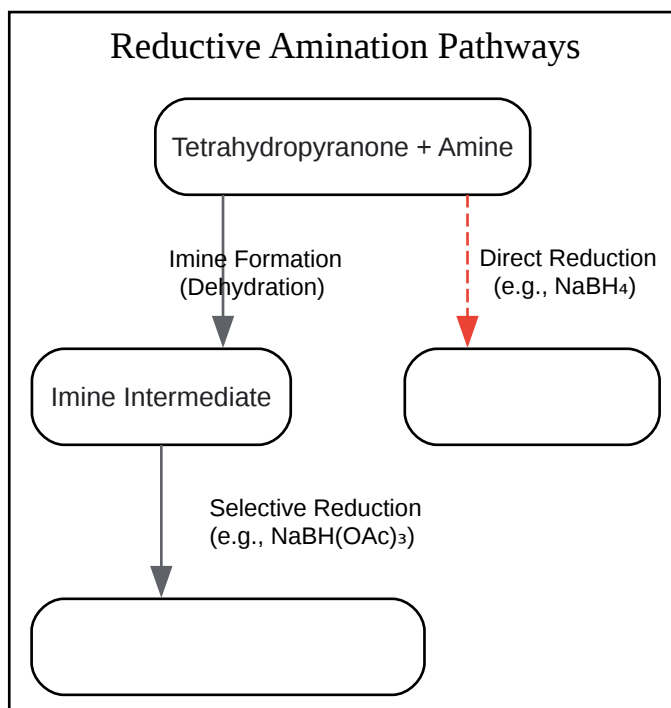 Reductive Amination Pathways
Tetrahydropyranone + Amine
Imine Formation
(Dehydration)
Direct Reduction
(e.g., NaBH₄)
Imine Intermediate
Selective Reduction
(e.g., NaBH(OAc)₃)